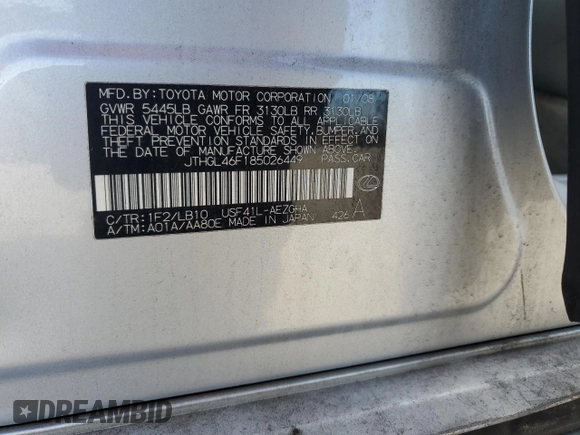 MFD. BY: TOYOTA MOTOR CORPORATION 01/08
GVWR 5445LB GAWR FR 3130LB RR 3130LB
THIS VEHICLE CONFORMS TO ALL APPLICABLE
FEDERAL MOTOR VEHICLE SAFETY, BUMPER, AND
THEFT PREVENTION STANDARDS IN EFFECT ON
THE DATE OF MANUFACTURE SHOWN ABOVE.
JTHGL46F185026449 PASS. CAR
C/TR: 1F2/LB10 USF41L-AEZGHA A
A/TM: A01A/AA80E MADE IN JAPAN 426
DREAMBID